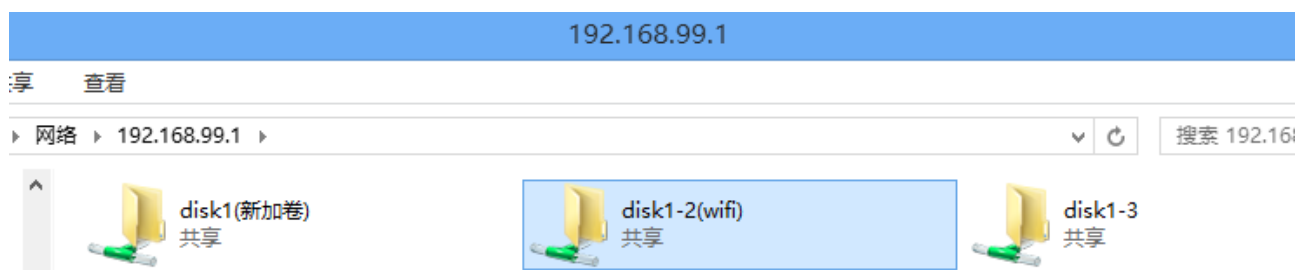 192.168.99.1
享 查看
网络 192.168.99.1 搜索 192.168
disk1(新加卷) disk1-2(wifi) disk1-3
共享 共享 共享